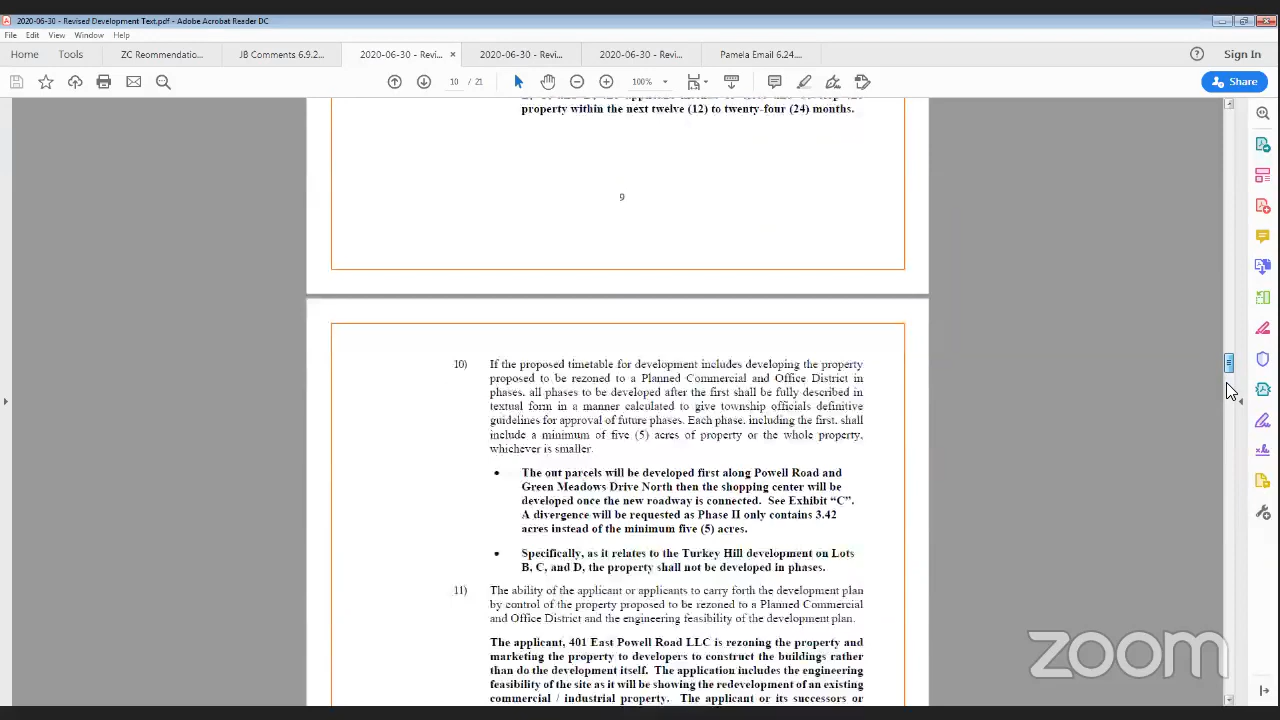 2020-06-30 - Revised Development Text.pdf - Adobe Acrobat Reader DC
File Edit View Window Help
Home Tools ZC Reommendatio... JB Comments 6.9.2... 2020-06-30 - Revi... × 2020-06-30 - Revi... 2020-06-30 - Revi... Pamela Email 6.24.... Sign In
10 / 21 100% Share
property within the next twelve (12) to twenty-four (24) months.
9
10) If the proposed timetable for development includes developing the property
proposed to be rezoned to a Planned Commercial and Office District in
phases, all phases to be developed after the first shall be fully described in
textual form in a manner calculated to give township officials definitive
guidelines for approval of future phases. Each phase, including the first, shall
include a minimum of five (5) acres of property or the whole property,
whichever is smaller.
• The out parcels will be developed first along Powell Road and
Green Meadows Drive North then the shopping center will be
developed once the new roadway is connected. See Exhibit “C”.
A divergence will be requested as Phase II only contains 3.42
acres instead of the minimum five (5) acres.
• Specifically, as it relates to the Turkey Hill development on Lots
B, C, and D, the property shall not be developed in phases.
11) The ability of the applicant or applicants to carry forth the development plan
by control of the property proposed to be rezoned to a Planned Commercial
and Office District and the engineering feasibility of the development plan.
The applicant, 401 East Powell Road LLC is rezoning the property and
marketing the property to developers to construct the buildings rather
than do the development itself. The application includes the engineering
feasibility of the site as it will be showing the redevelopment of an existing
commercial / industrial property. The applicant or its successors or
zoom